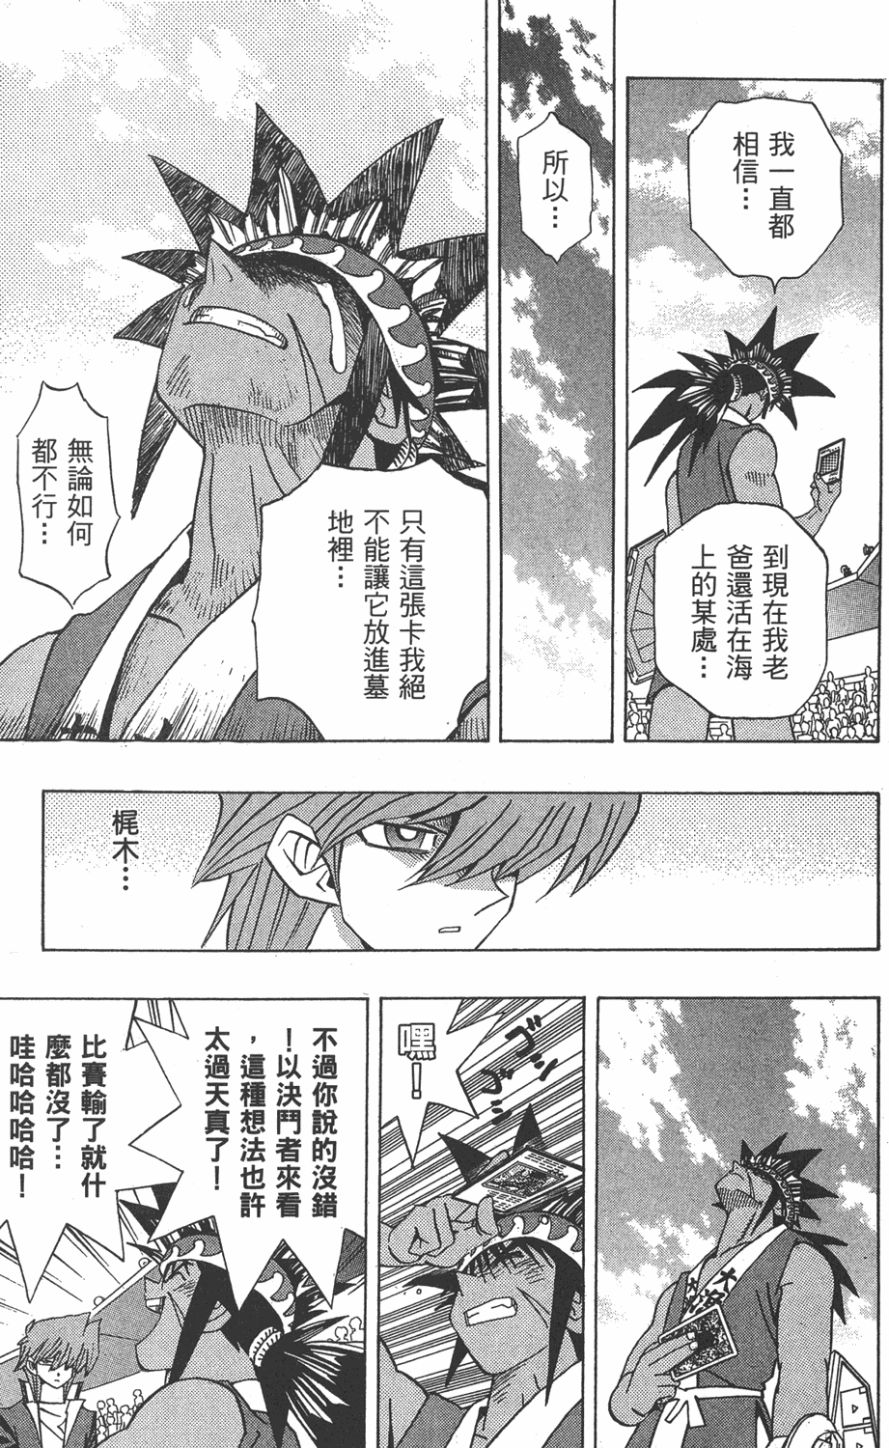 我一直都
相信…
到現在我老
爸還活在海
上的某處…
所以…
只有這張卡我絕
不能讓它放進墓
地裡…
無論如何
都不行…
梶木…
嘿！
ゴシ
ゴシ
不過你說的沒錯
！以決鬥者來看
，這種想法也許
太過天真了！
比賽輸了就什
麼都沒了…
哇哈哈哈哈！